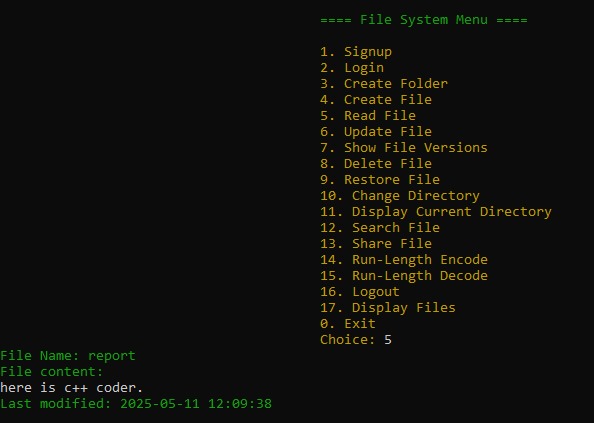 ==== File System Menu ====
1. Signup
2. Login
3. Create Folder
4. Create File
5. Read File
6. Update File
7. Show File Versions
8. Delete File
9. Restore File
10. Change Directory
11. Display Current Directory
12. Search File
13. Share File
14. Run-Length Encode
15. Run-Length Decode
16. Logout
17. Display Files
0. Exit
Choice: 5
File Name: report
File content:
here is c++ coder.
Last modified: 2025-05-11 12:09:38